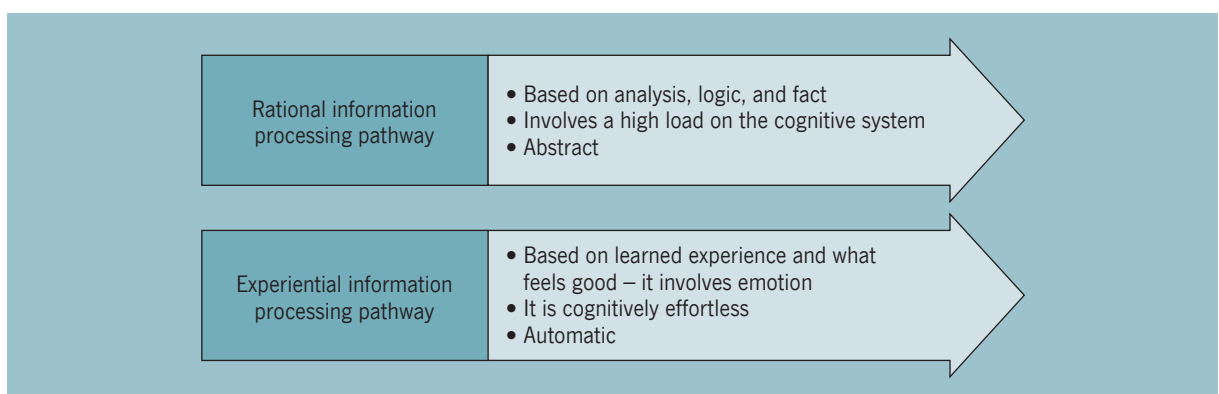 Rational information
processing pathway
• Based on analysis, logic, and fact
• Involves a high load on the cognitive system
• Abstract
Experiential information
processing pathway
• Based on learned experience and what
feels good – it involves emotion
• It is cognitively effortless
• Automatic